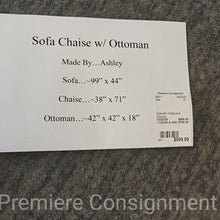 Sofa Chaise w/ Ottoman
Made By…Ashley
Sofa…~99" x 44"
Chaise…~38" x 71"
Ottoman…~42" x 42" x 18"
Premiere Consignment
$999.99
Premiere Consignment